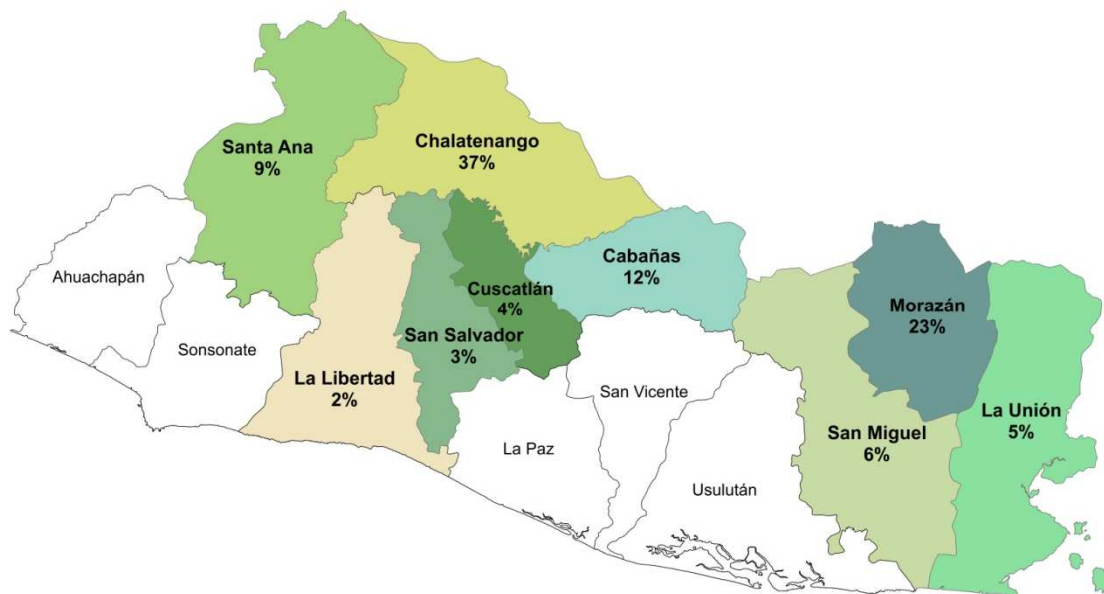 Santa Ana
9%
Chalatenango
37%
Ahuachapán
Sonsonate
La Libertad
2%
San Salvador
3%
Cuscatlán
4%
Cabañas
12%
La Paz
San Vicente
Usulután
San Miguel
6%
Morazán
23%
La Unión
5%